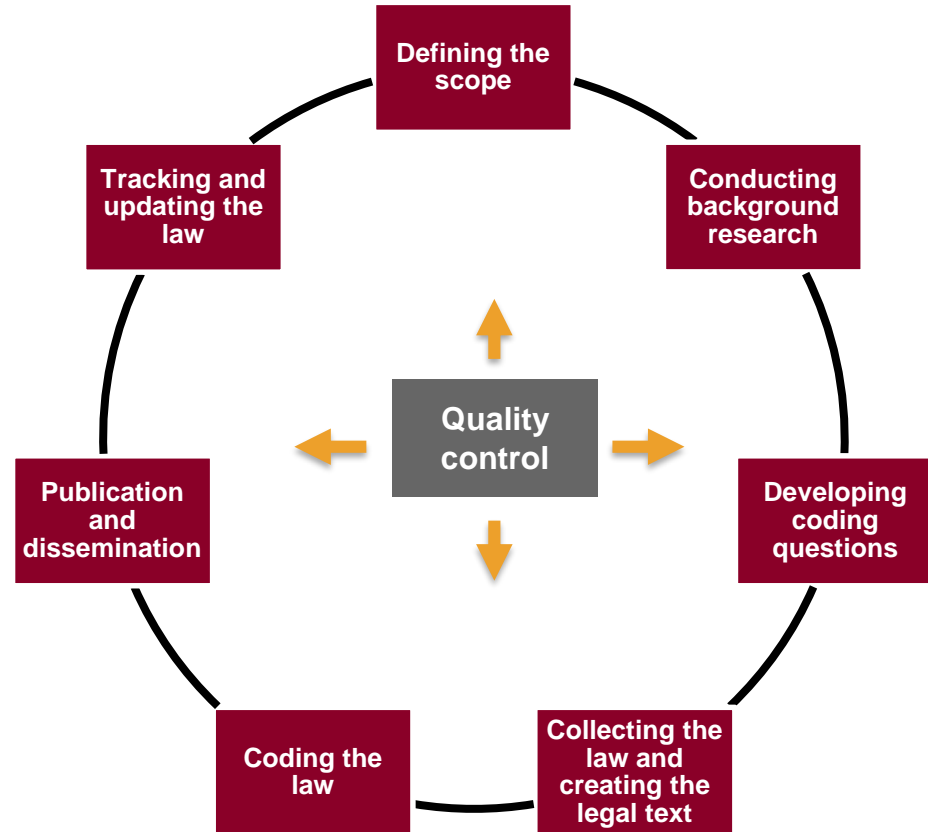 Defining the
scope
Conducting
background
research
Developing
coding
questions
Collecting the
law and
creating the
legal text
Coding the
law
Publication
and
dissemination
Tracking and
updating the
law
Quality
control